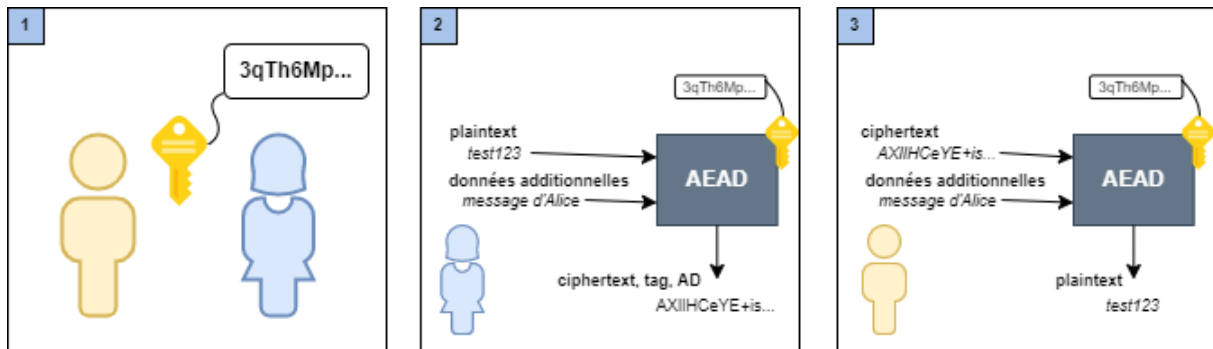 1
3qTh6Mp...
2
3qTh6Mp...
plaintext
test123
données additionnelles
message d'Alice
AEAD
ciphertext, tag, AD
AXIIHCeYE+is...
3
3qTh6Mp...
ciphertext
AXIIHCeYE+is...
données additionnelles
message d'Alice
AEAD
plaintext
test123